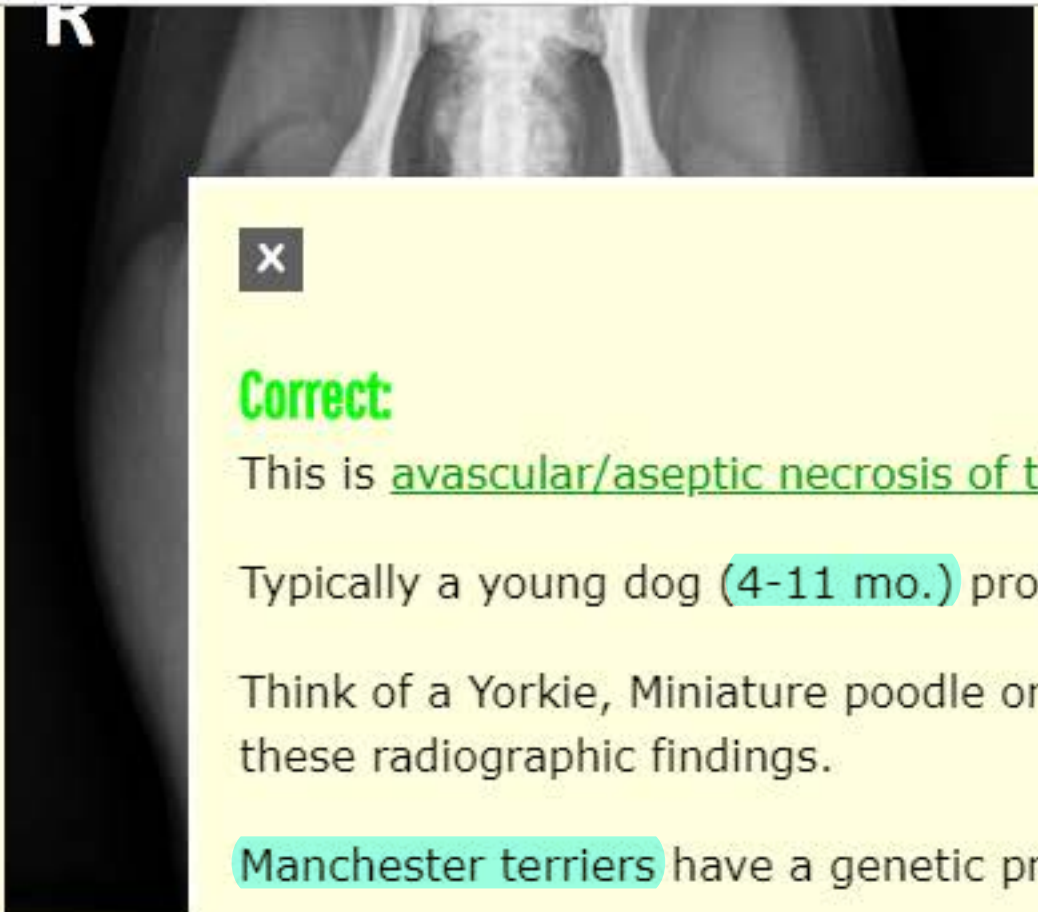 R
x
Correct:
This is avascular/aseptic necrosis of t
Typically a young dog (4-11 mo.) pro
Think of a Yorkie, Miniature poodle or
these radiographic findings.
Manchester terriers have a genetic pr